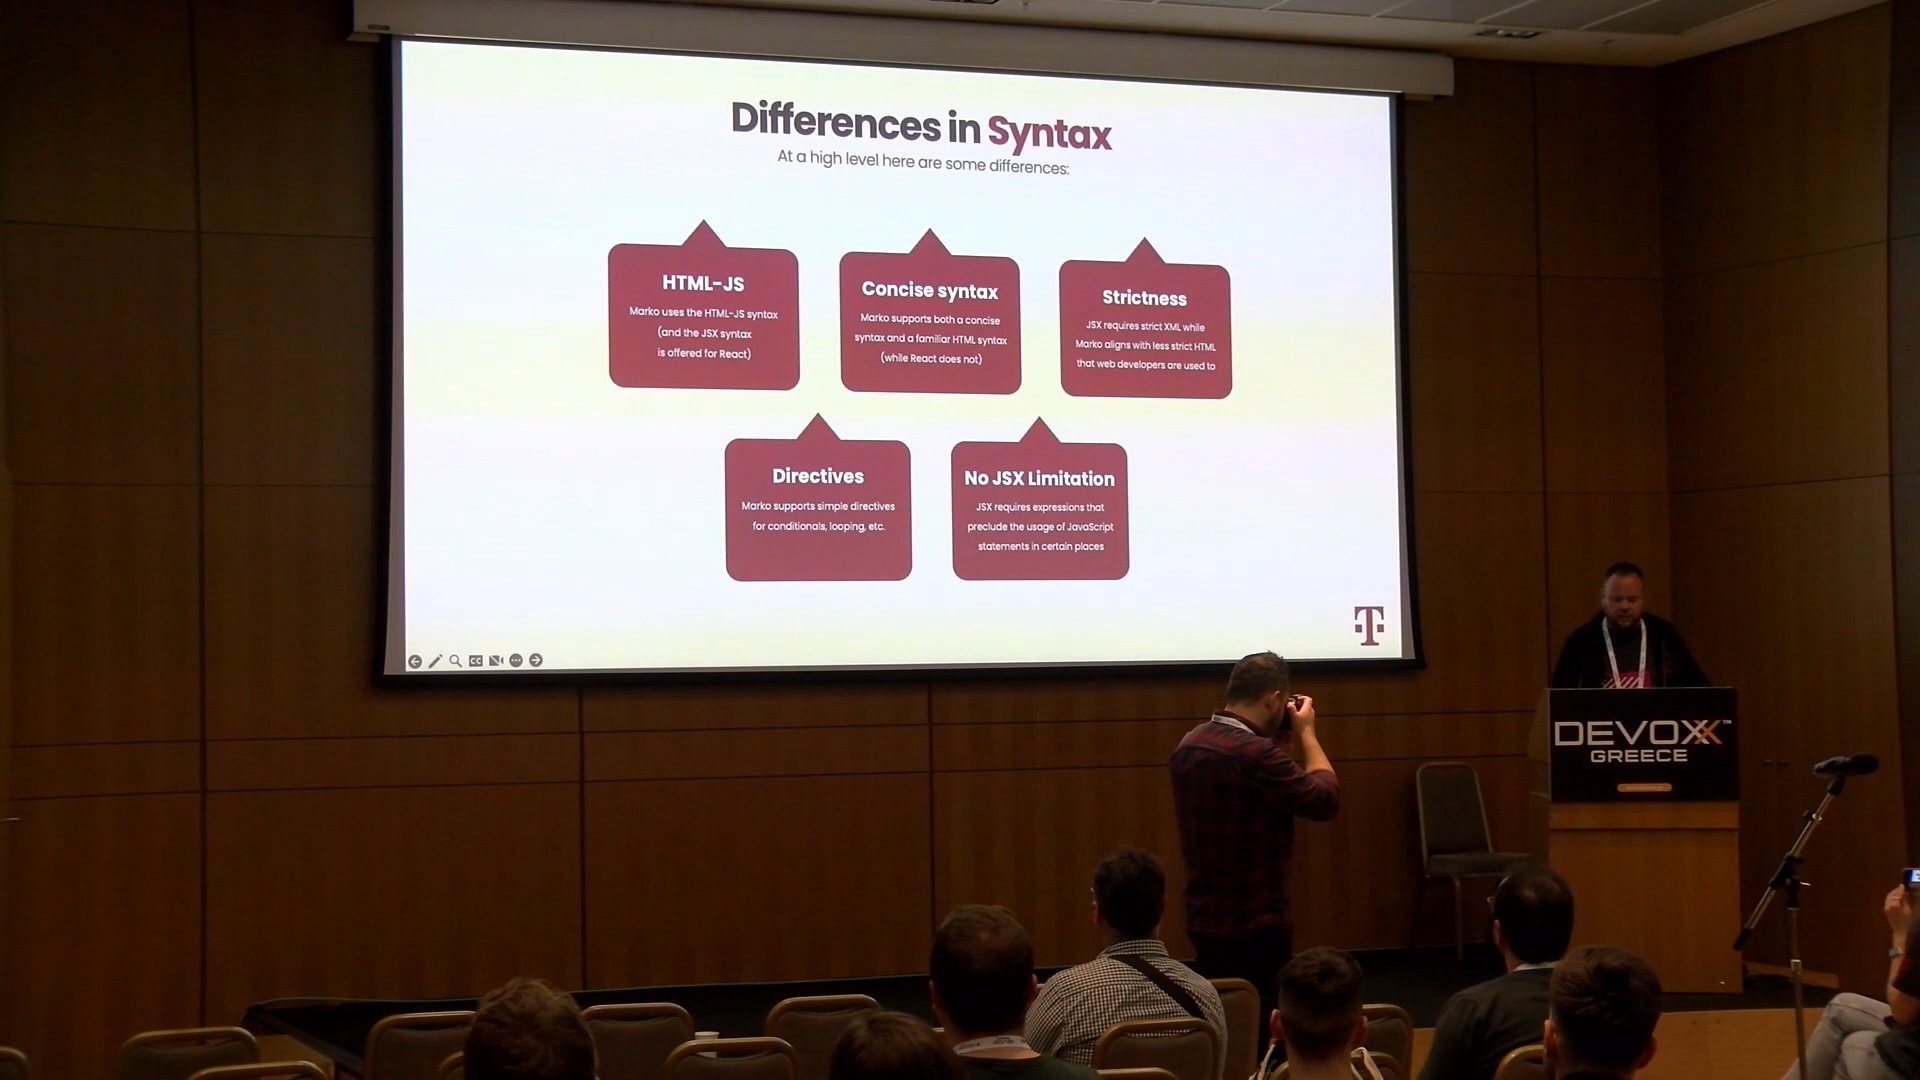 Differences in Syntax
At a high level here are some differences:
HTML-JS
Marko uses the HTML-JS syntax
(and the JSX syntax
is offered for React)
Concise syntax
Marko supports both a concise
syntax and a familiar HTML syntax
(while React does not)
Strictness
JSX requires strict XML while
Marko aligns with less strict HTML
that web developers are used to
Directives
Marko supports simple directives
for conditionals, looping, etc.
No JSX Limitation
JSX requires expressions that
preclude the usage of JavaScript
statements in certain places
T
CC
DEVOXX™
GREECE